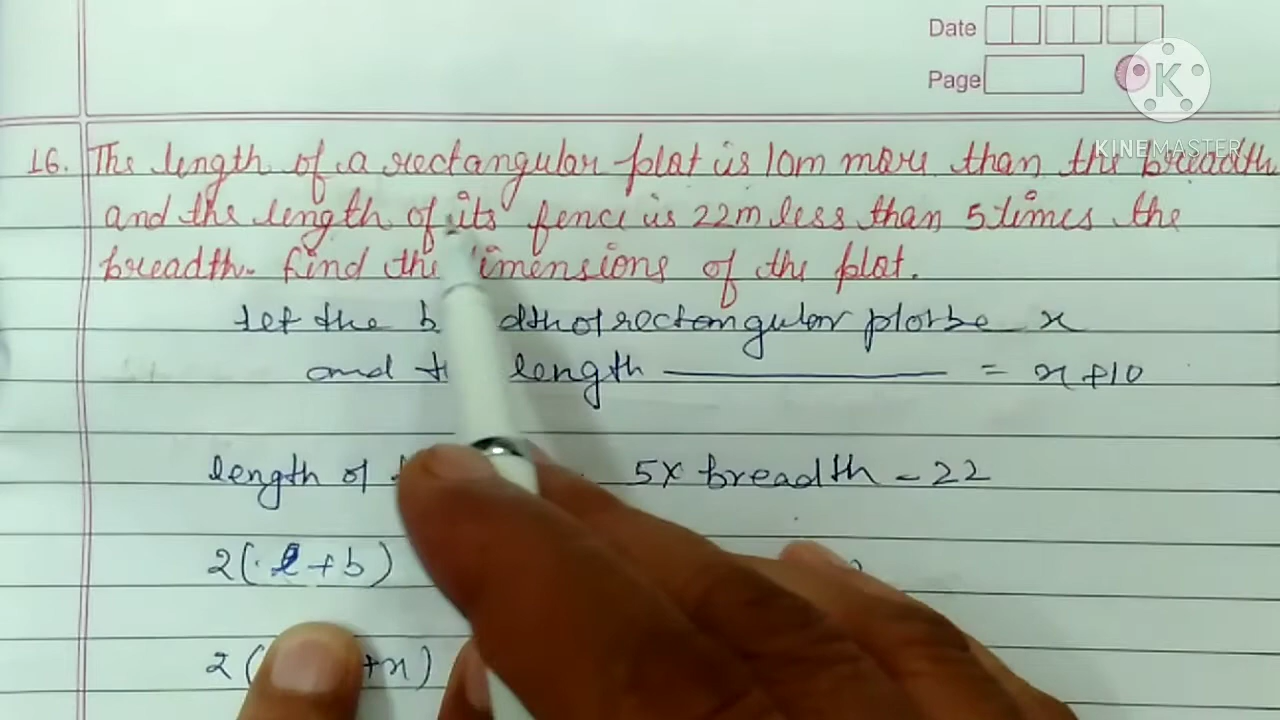 Date
Page
K
KINEMASTER
16. The length of a rectangular plot is 10m more than the breadth
and the length of its fence is 22m less than 5 times the
breadth. Find the dimensions of the plot.
let the of rectangular plot be x
and length = x+10
length of 5x breadth - 22
2(l+b)
2( +x)